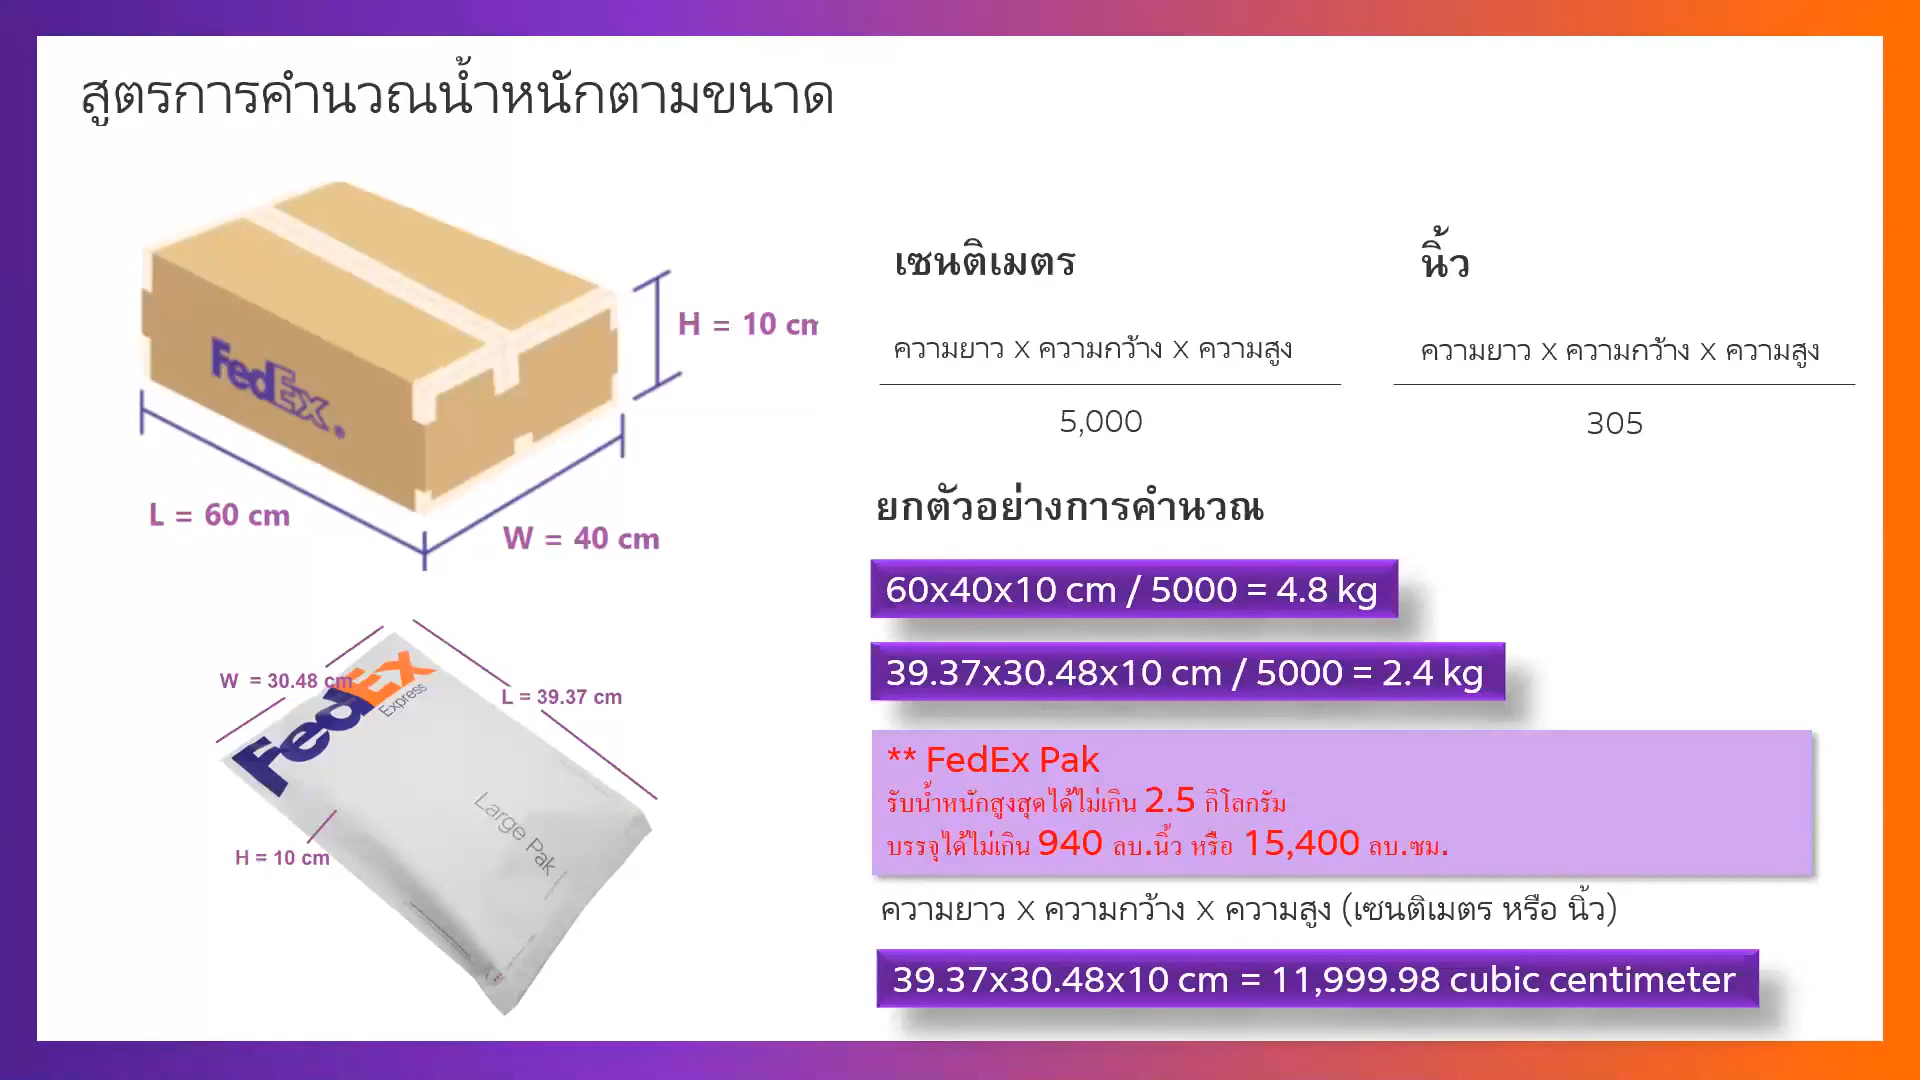 สูตรการคำนวณน้ำหนักตามขนาด
FedEx ®
H = 10 cm
L = 60 cm
W = 40 cm
เซนติเมตร
ความยาว x ความกว้าง x ความสูง
5,000
นิ้ว
ความยาว x ความกว้าง x ความสูง
305
ยกตัวอย่างการคำนวณ
60x40x10 cm / 5000 = 4.8 kg
39.37x30.48x10 cm / 5000 = 2.4 kg
W = 30.48 cm
L = 39.37 cm
H = 10 cm
FedEx
Express
Large Pak
** FedEx Pak
รับน้ำหนักสูงสุดได้ไม่เกิน 2.5 กิโลกรัม
บรรจุได้ไม่เกิน 940 ลบ.นิ้ว หรือ 15,400 ลบ.ซม.
ความยาว x ความกว้าง x ความสูง (เซนติเมตร หรือ นิ้ว)
39.37x30.48x10 cm = 11,999.98 cubic centimeter